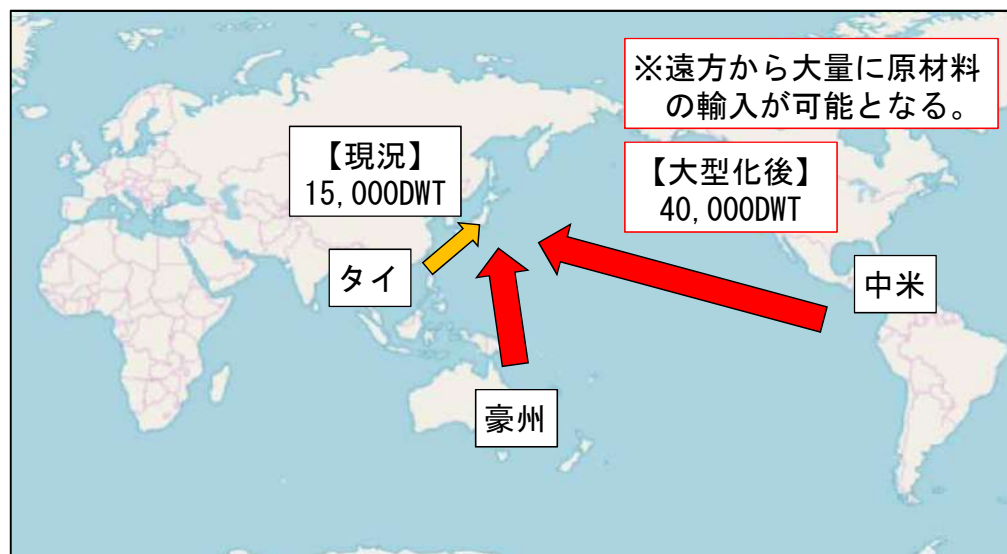 ※遠方から大量に原材料
の輸入が可能となる。
【現況】
15,000DWT
【大型化後】
40,000DWT
タイ
中米
豪州